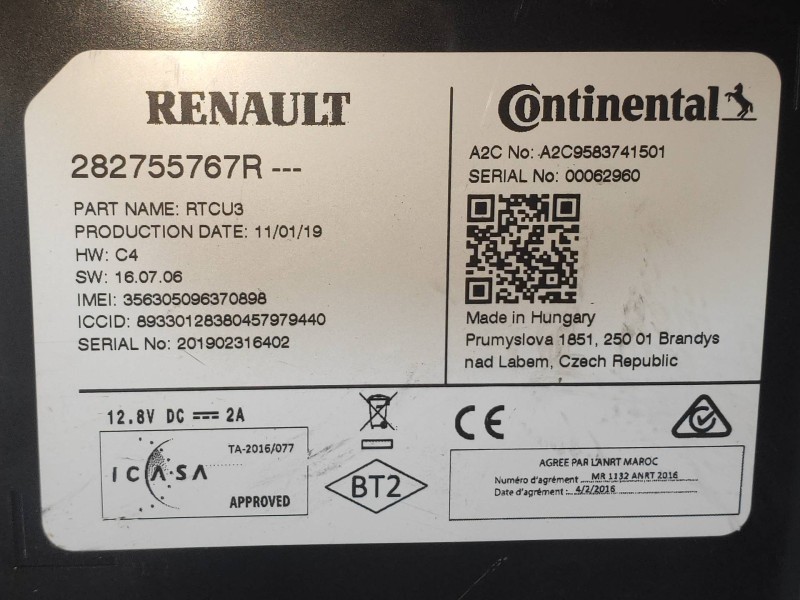 RENAULT
282755767R ---
PART NAME: RTCU3
PRODUCTION DATE: 11/01/19
HW: C4
SW: 16.07.06
IMEI: 356305096370898
ICCID: 89330128380457979440
SERIAL No: 201902316402
Continental
A2C No: A2C9583741501
SERIAL No: 00062960
Made in Hungary
Prumyslova 1851, 250 01 Brandys
nad Labem, Czech Republic
12.8V DC 2A
TA-2016/077
ICASA
APPROVED
BT2
CE
AGREE PAR L'ANRT MAROC
Numéro d'agrément : MR 1132 ANRT 2016
Date d'agrément : 4/2/2016